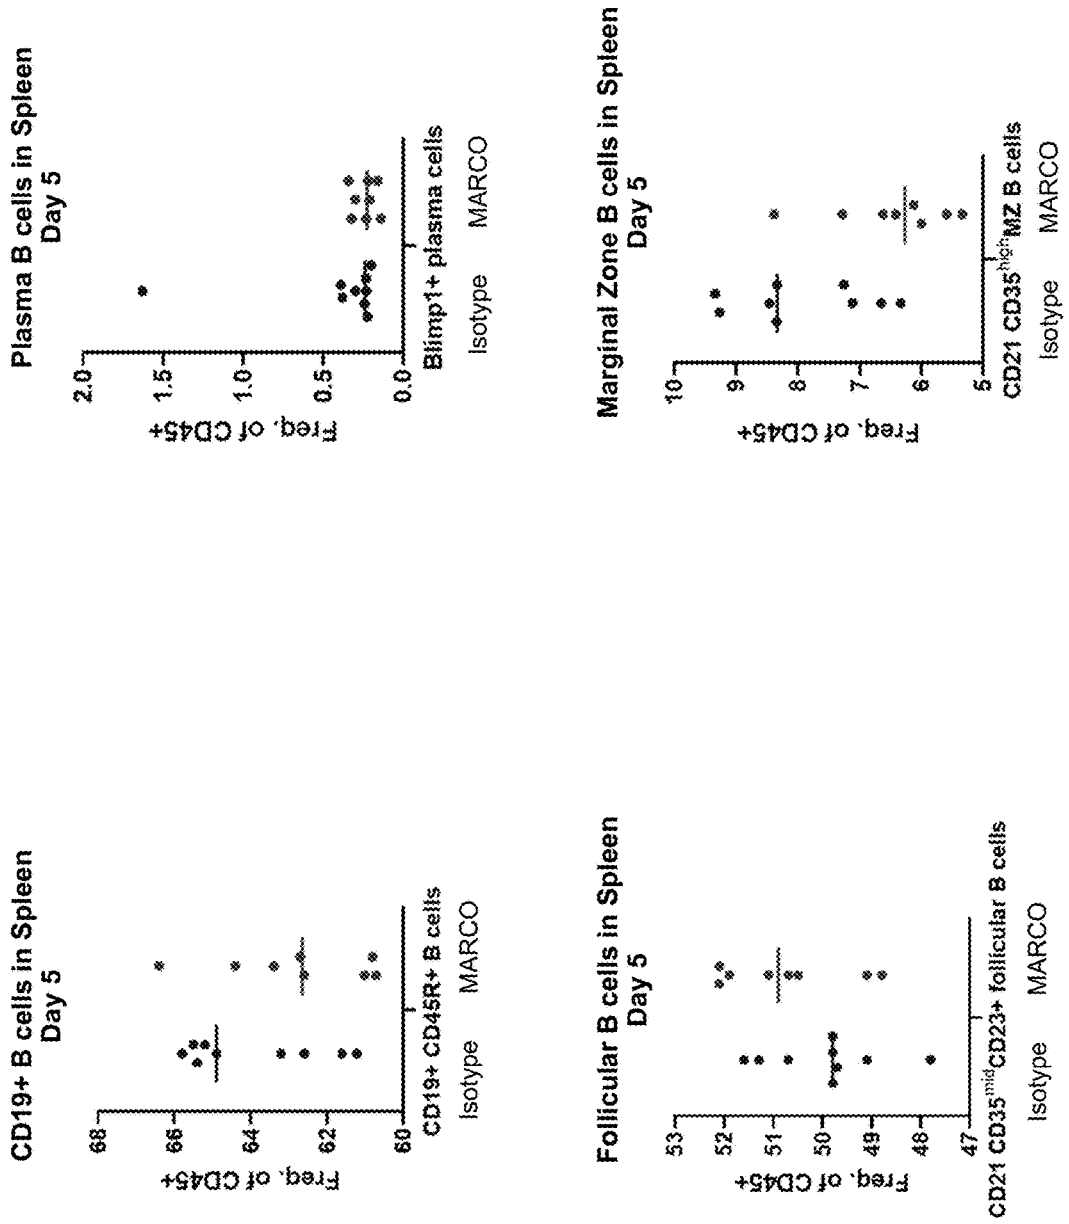 CD19+ B cells in Spleen
Day 5
Freq. of CD45+
68
66
64
62
60
CD19+ CD45R+ B cells
Isotype MARCO
Plasma B cells in Spleen
Day 5
Freq. of CD45+
2.0
1.5
1.0
0.5
0.0
Blimp1+ plasma cells
Isotype MARCO
Follicular B cells in Spleen
Day 5
Freq. of CD45+
53
52
51
50
49
48
47
CD21 CD35midCD23+ follicular B cells
Isotype MARCO
Marginal Zone B cells in Spleen
Day 5
Freq. of CD45+
10
9
8
7
6
5
CD21 CD35highMZ B cells
Isotype MARCO